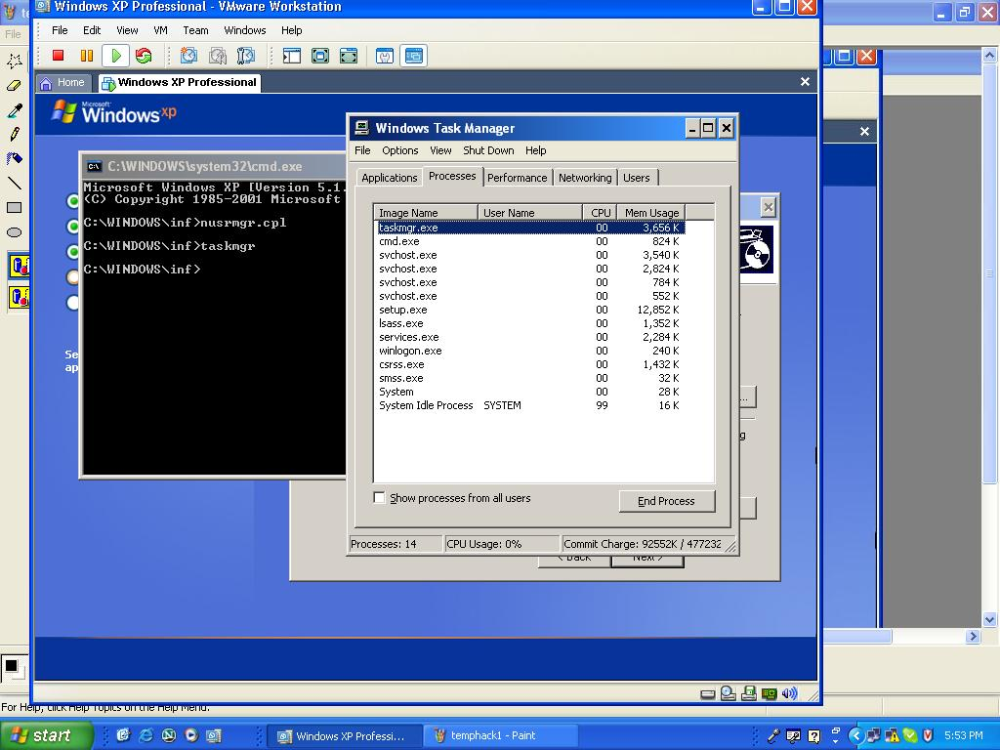 Windows XP Professional - VMware Workstation
File Edit View VM Team Windows Help
File
Home
Windows XP Professional
Microsoft
Windows xp
C:\WINDOWS\system32\cmd.exe
Microsoft Windows XP [Version 5.1.
(C) Copyright 1985-2001 Microsoft
C:\WINDOWS\inf>nusrmgr.cpl
C:\WINDOWS\inf>taskmgr
C:\WINDOWS\inf>
Se
ap
Windows Task Manager
File Options View Shut Down Help
Applications Processes Performance Networking Users
Image Name User Name CPU Mem Usage
taskmgr.exe 00 3,656 K
cmd.exe 00 824 K
svchost.exe 00 3,540 K
svchost.exe 00 2,824 K
svchost.exe 00 784 K
svchost.exe 00 552 K
setup.exe 00 12,852 K
lsass.exe 00 1,352 K
services.exe 00 2,284 K
winlogon.exe 00 240 K
csrss.exe 00 1,432 K
smss.exe 00 32 K
System 00 28 K
System Idle Process SYSTEM 99 16 K
Show processes from all users
End Process
Processes: 14 CPU Usage: 0% Commit Charge: 92552K / 477232
< Back Next >
For Help, click Help Topics on the Help Menu.
start
Windows XP Professi...
temphack1 - Paint
5:53 PM